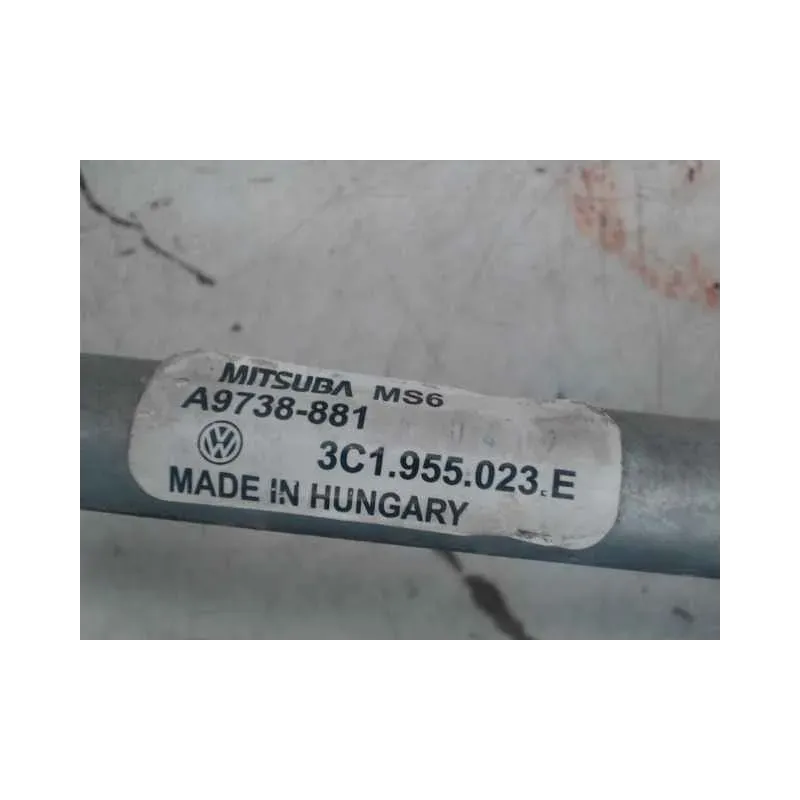 MITSUBA MS6
A9738-881
3C1.955.023.E
MADE IN HUNGARY